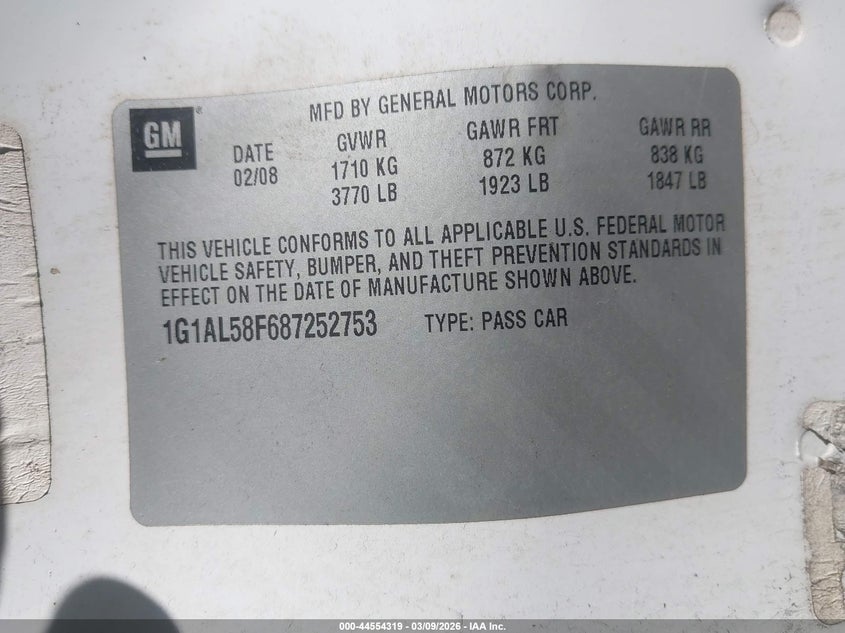 GM®
MFD BY GENERAL MOTORS CORP.
DATE GVWR GAWR FRT GAWR RR
02/08 1710 KG 872 KG 838 KG
3770 LB 1923 LB 1847 LB
THIS VEHICLE CONFORMS TO ALL APPLICABLE U.S. FEDERAL MOTOR
VEHICLE SAFETY, BUMPER, AND THEFT PREVENTION STANDARDS IN
EFFECT ON THE DATE OF MANUFACTURE SHOWN ABOVE.
1G1AL58F687252753 TYPE: PASS CAR
000-44554319 - 03/09/2026 - IAA Inc.